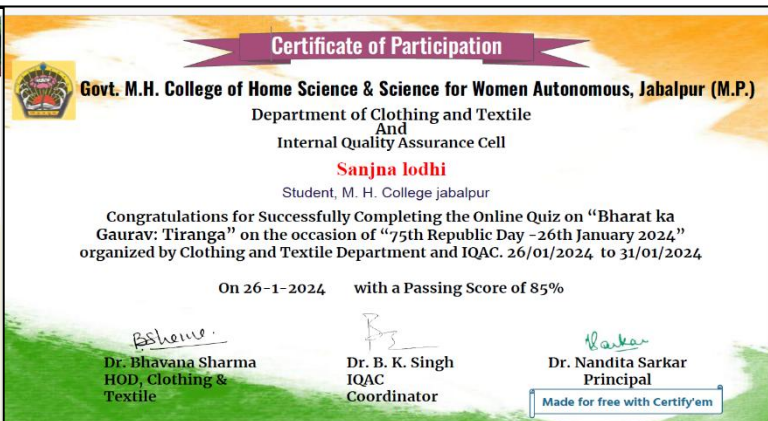 Certificate of Participation
Govt. M.H. College of Home Science & Science for Women Autonomous, Jabalpur (M.P.)
Department of Clothing and Textile
And
Internal Quality Assurance Cell
Sanjna lodhi
Student, M. H. College jabalpur
Congratulations for Successfully Completing the Online Quiz on “Bharat ka
Gaurav: Tiranga” on the occasion of “75th Republic Day -26th January 2024”
organized by Clothing and Textile Department and IQAC. 26/01/2024 to 31/01/2024
On 26-1-2024 with a Passing Score of 85%
Dr. Bhavana Sharma
HOD, Clothing &
Textile
Dr. B. K. Singh
IQAC
Coordinator
Dr. Nandita Sarkar
Principal
Made for free with Certify'em